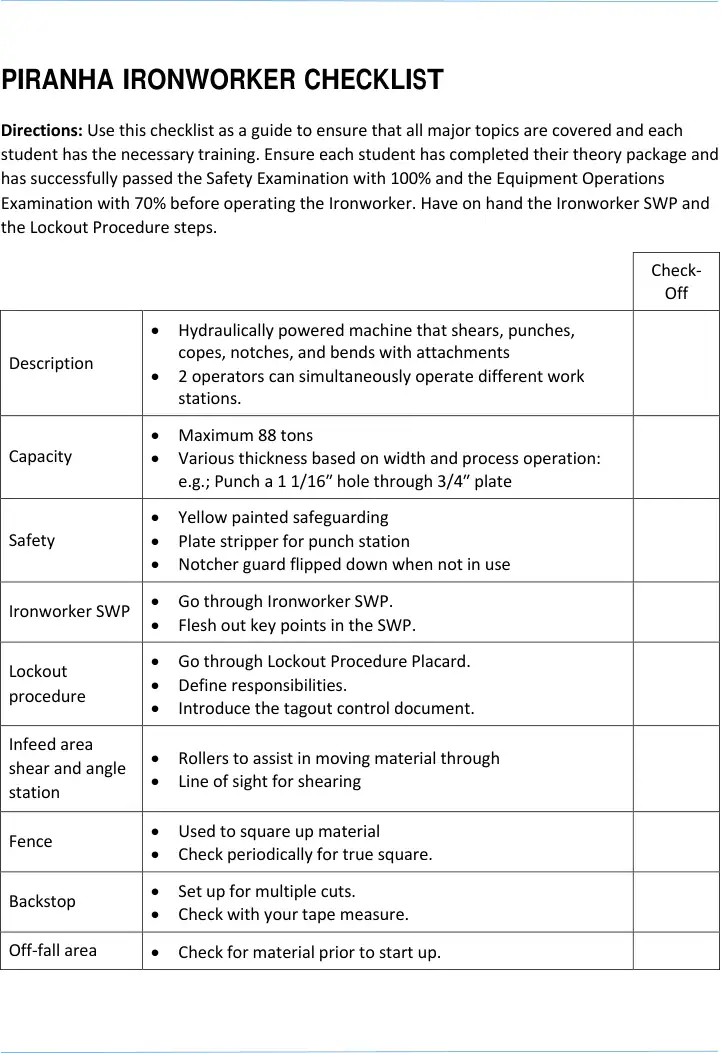 PIRANHA IRONWORKER CHECKLIST
Directions: Use this checklist as a guide to ensure that all major topics are covered and each
student has the necessary training. Ensure each student has completed their theory package and
has successfully passed the Safety Examination with 100% and the Equipment Operations
Examination with 70% before operating the Ironworker. Have on hand the Ironworker SWP and
the Lockout Procedure steps.
Check-
Off
Description
• Hydraulically powered machine that shears, punches,
copes, notches, and bends with attachments
• 2 operators can simultaneously operate different work
stations.
Capacity
• Maximum 88 tons
• Various thickness based on width and process operation:
e.g.; Punch a 1 1/16” hole through 3/4” plate
Safety
• Yellow painted safeguarding
• Plate stripper for punch station
• Notcher guard flipped down when not in use
Ironworker SWP
• Go through Ironworker SWP.
• Flesh out key points in the SWP.
Lockout
procedure
• Go through Lockout Procedure Placard.
• Define responsibilities.
• Introduce the tagout control document.
Infeed area
shear and angle
station
• Rollers to assist in moving material through
• Line of sight for shearing
Fence
• Used to square up material
• Check periodically for true square.
Backstop
• Set up for multiple cuts.
• Check with your tape measure.
Off-fall area
• Check for material prior to start up.